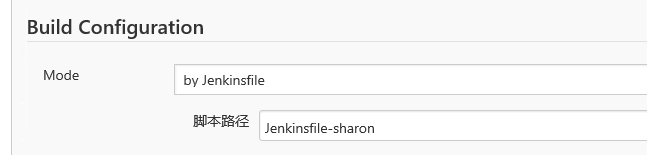 Build Configuration
Mode
by Jenkinsfile
脚本路径
Jenkinsfile-sharon